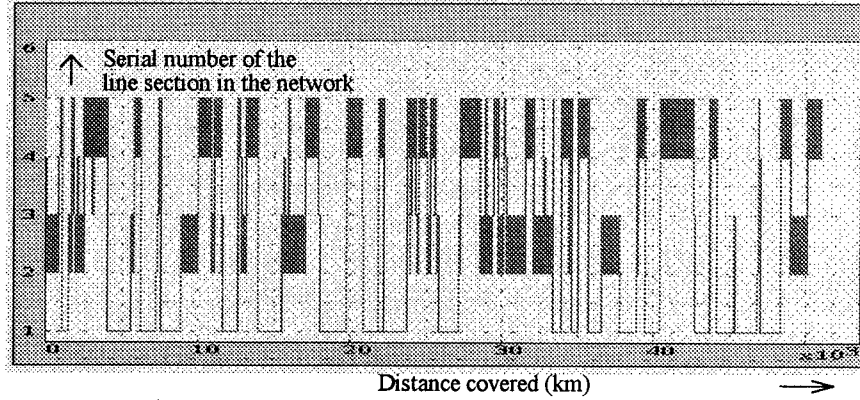 6
Serial number of the
line section in the network
5
4
3
2
1
0 10 20 30 40 ×10³
Distance covered (km)